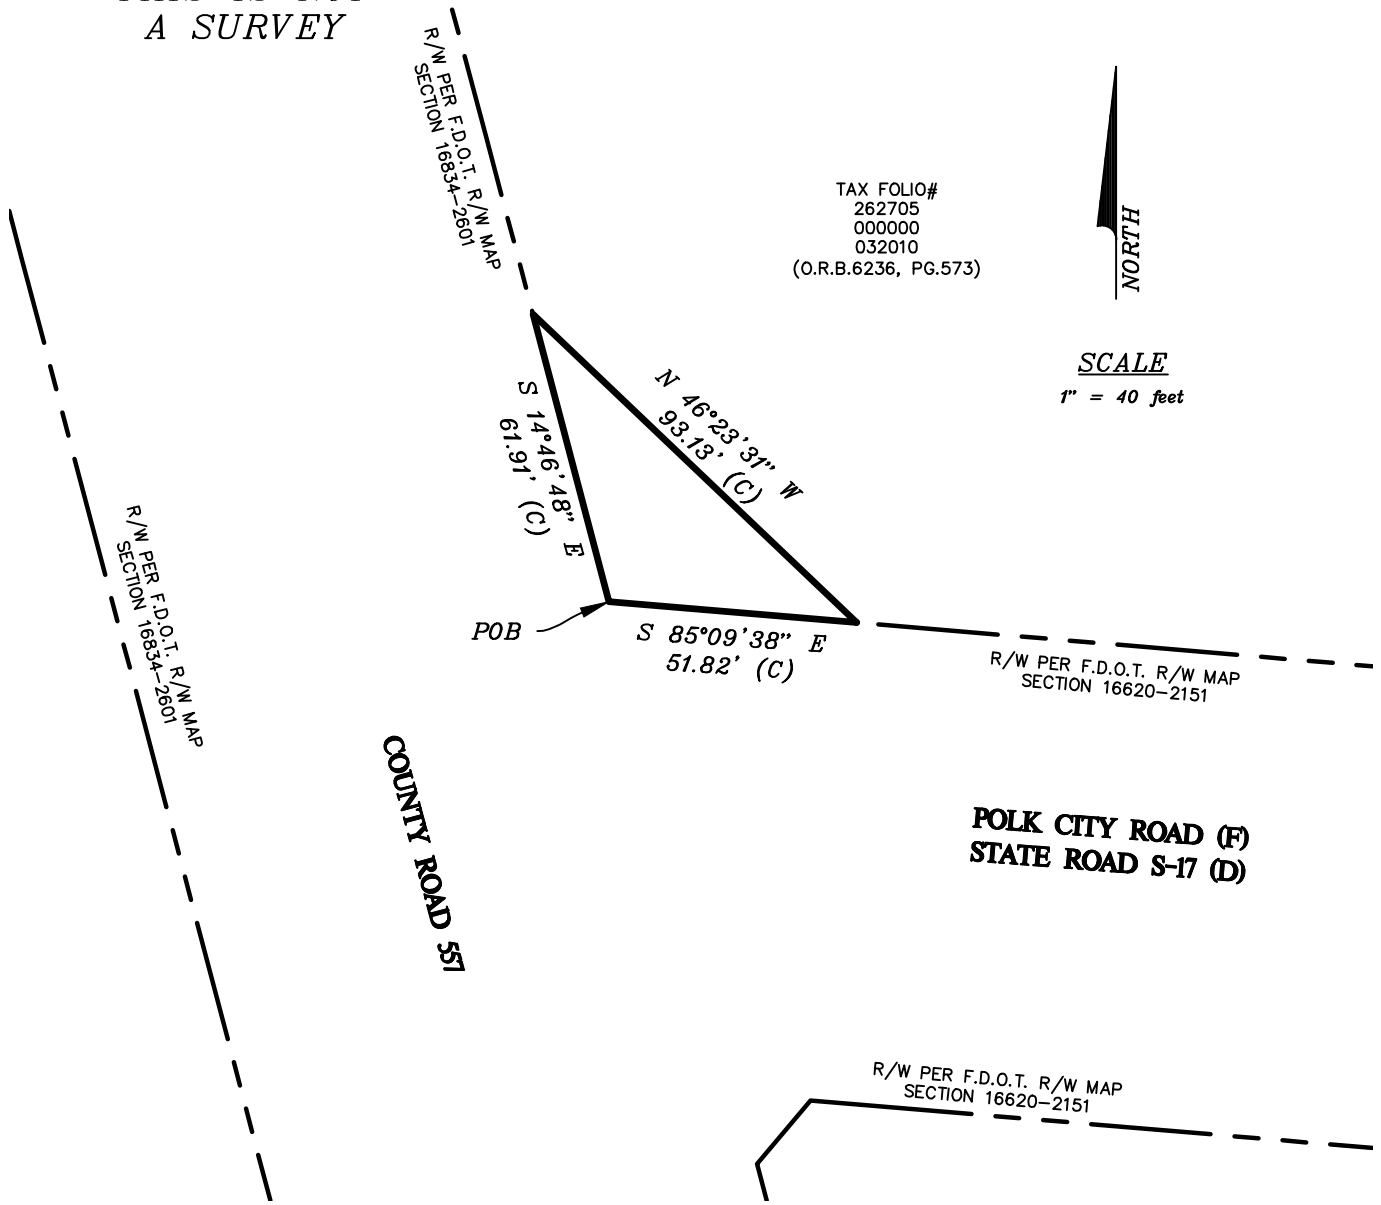 A SURVEY
R/W PER F.D.O.T. R/W MAP
SECTION 16834-2601
TAX FOLIO#
262705
000000
032010
(O.R.B.6236, PG.573)
NORTH
SCALE
1" = 40 feet
N 46°23'31" W
93.13' (C)
S 14°46'48" E
61.91' (C)
POB
S 85°09'38" E
51.82' (C)
R/W PER F.D.O.T. R/W MAP
SECTION 16834-2601
R/W PER F.D.O.T. R/W MAP
SECTION 16620-2151
COUNTY ROAD 557
POLK CITY ROAD (F)
STATE ROAD S-17 (D)
R/W PER F.D.O.T. R/W MAP
SECTION 16620-2151